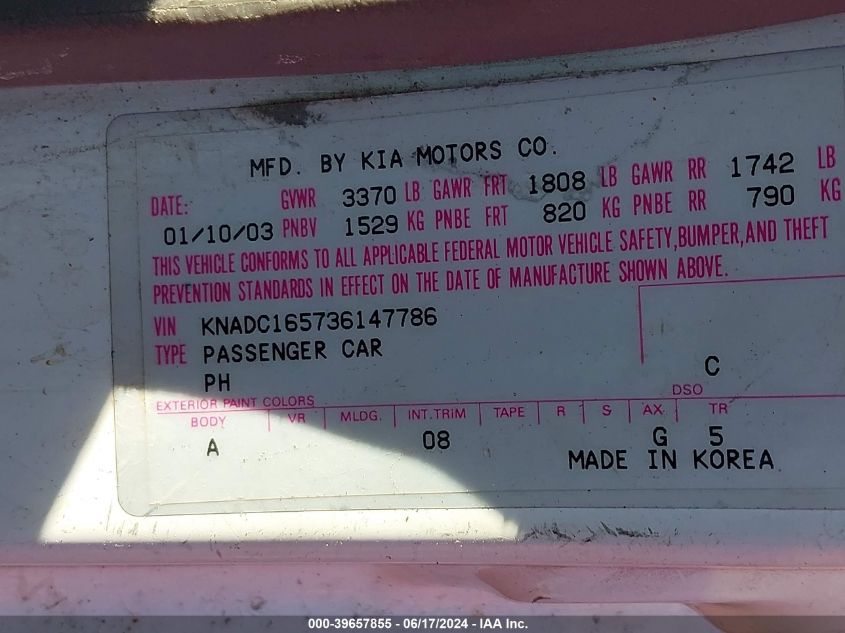 MFD. BY KIA MOTORS CO.
DATE: GVWR 3370 LB GAWR FRT 1808 LB GAWR RR 1742 LB
01/10/03 PNBV 1529 KG PNBE FRT 820 KG PNBE RR 790 KG
THIS VEHICLE CONFORMS TO ALL APPLICABLE FEDERAL MOTOR VEHICLE SAFETY, BUMPER, AND THEFT
PREVENTION STANDARDS IN EFFECT ON THE DATE OF MANUFACTURE SHOWN ABOVE.
VIN KNADC165736147786
TYPE PASSENGER CAR
PH C
EXTERIOR PAINT COLORS DSO
BODY VR MLDG. INT.TRIM TAPE R S AX TR
A 08 G 5
MADE IN KOREA
000-39657855 - 06/17/2024 - IAA Inc.